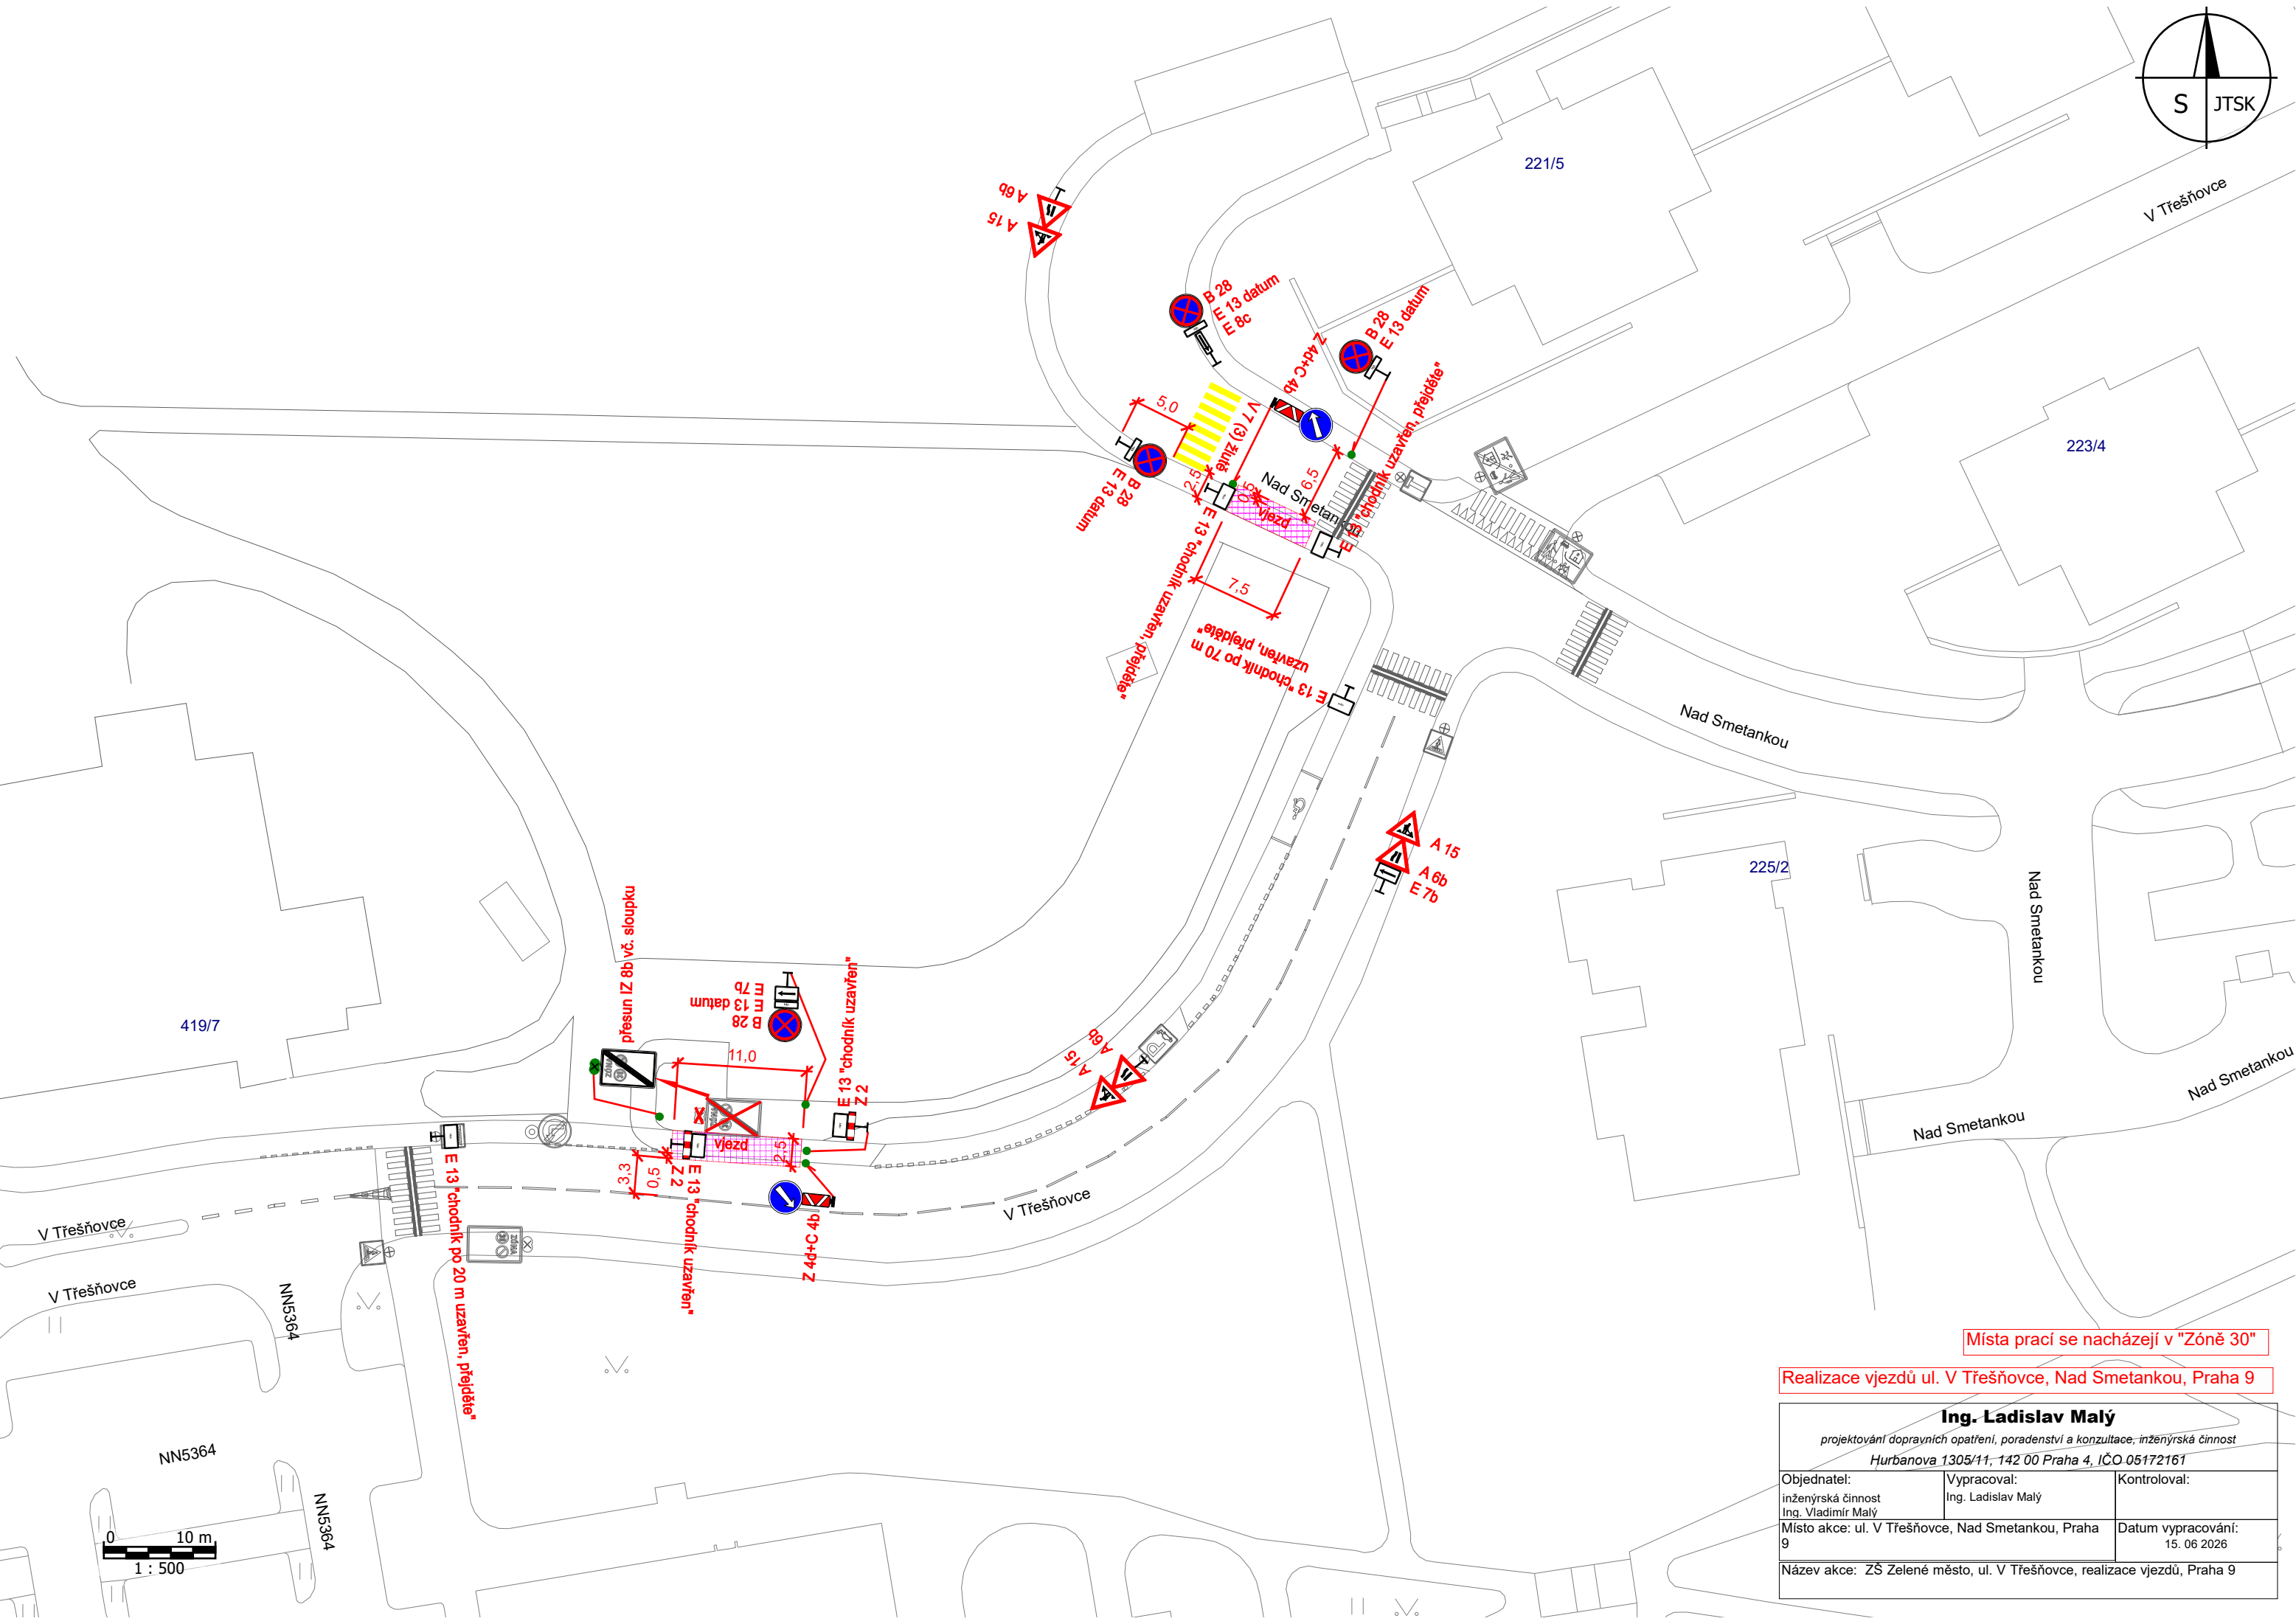 S JTSK
221/5
V Třešňovce
A 6b
A 15
B 28
E 13 datum
E 8c
B 28
E 13 datum
Z 4d+C 4b
E 13 "chodník uzavřen, přejděte"
5,0
V 7 (3) žlutě
2,5
0,5
6,5
Nad Smetankou
vjezd
B 28
E 13 datum
E 13 "chodník uzavřen, přejděte"
7,5
E 13 "chodník po 70 m
uzavřen, přejděte"
223/4
Nad Smetankou
A 15
A 6b
E 7b
225/2
Nad Smetankou
Nad Smetankou
Nad Smetankou
419/7
přesun IZ 8b vč. sloupku
B 28
E 13 datum
E 7b
11,0
E 13 "chodník uzavřen"
Z 2
A 15
A 6b
ZÓNA
30
vjezd
2,5
3,3
0,5
Z 2
E 13 "chodník uzavřen"
Z 4d+C 4b
V Třešňovce
E 13 "chodník po 20 m uzavřen, přejděte"
ZÓNA
30
V Třešňovce
V Třešňovce
NN5364
NN5364
NN5364
0 10 m
1 : 500
Místa prací se nacházejí v "Zóně 30"
Realizace vjezdů ul. V Třešňovce, Nad Smetankou, Praha 9
Ing. Ladislav Malý
projektování dopravních opatření, poradenství a konzultace, inženýrská činnost
Hurbanova 1305/11, 142 00 Praha 4, IČO 05172161
Objednatel:
inženýrská činnost
Ing. Vladimír Malý
Vypracoval:
Ing. Ladislav Malý
Kontroloval:
Místo akce: ul. V Třešňovce, Nad Smetankou, Praha
9
Datum vypracování:
15. 06 2026
Název akce: ZŠ Zelené město, ul. V Třešňovce, realizace vjezdů, Praha 9